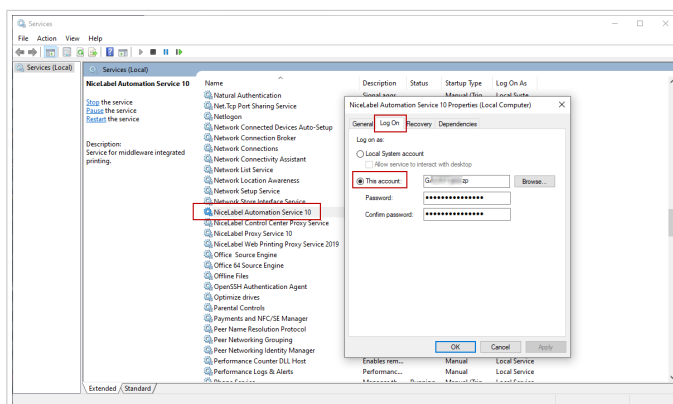 Services
File Action View Help
Services (Local)
Services (Local)
NiceLabel Automation Service 10
Stop the service
Pause the service
Restart the service
Description:
Service for middleware integrated
printing.
Name Description Status Startup Type Log On As
Natural Authentication
Net.Tcp Port Sharing Service
Netlogon
Network Connected Devices Auto-Setup
Network Connection Broker
Network Connections
Network Connectivity Assistant
Network List Service
Network Location Awareness
Network Setup Service
Network Store Interface Service
NiceLabel Automation Service 10
NiceLabel Control Center Proxy Service
NiceLabel Proxy Service 10
NiceLabel Web Printing Proxy Service 2019
Office Source Engine
Office 64 Source Engine
Offline Files
OpenSSH Authentication Agent
Optimize drives
Parental Controls
Payments and NFC/SE Manager
Peer Name Resolution Protocol
Peer Networking Grouping
Peer Networking Identity Manager
Performance Counter DLL Host Enables rem... Manual Local Service
Performance Logs & Alerts Performanc... Manual Local Service
NiceLabel Automation Service 10 Properties (Local Computer)
General Log On Recovery Dependencies
Log on as:
Local System account
Allow service to interact with desktop
This account: Browse...
Password:
Confirm password:
OK Cancel Apply
Extended Standard